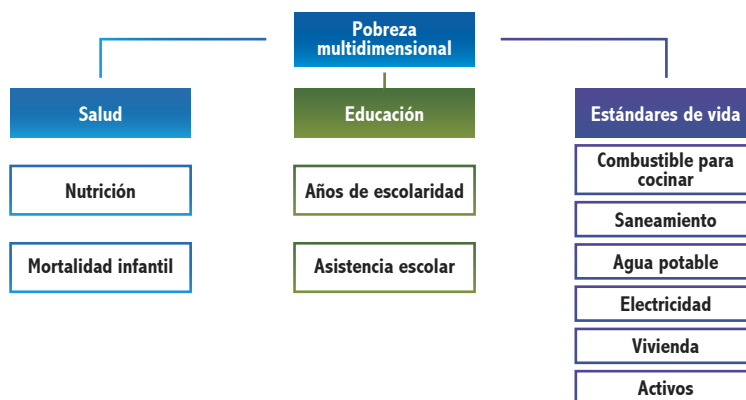 Pobreza
multidimensional
Salud
Nutrición
Mortalidad infantil
Educación
Años de escolaridad
Asistencia escolar
Estándares de vida
Combustible para
cocinar
Saneamiento
Agua potable
Electricidad
Vivienda
Activos